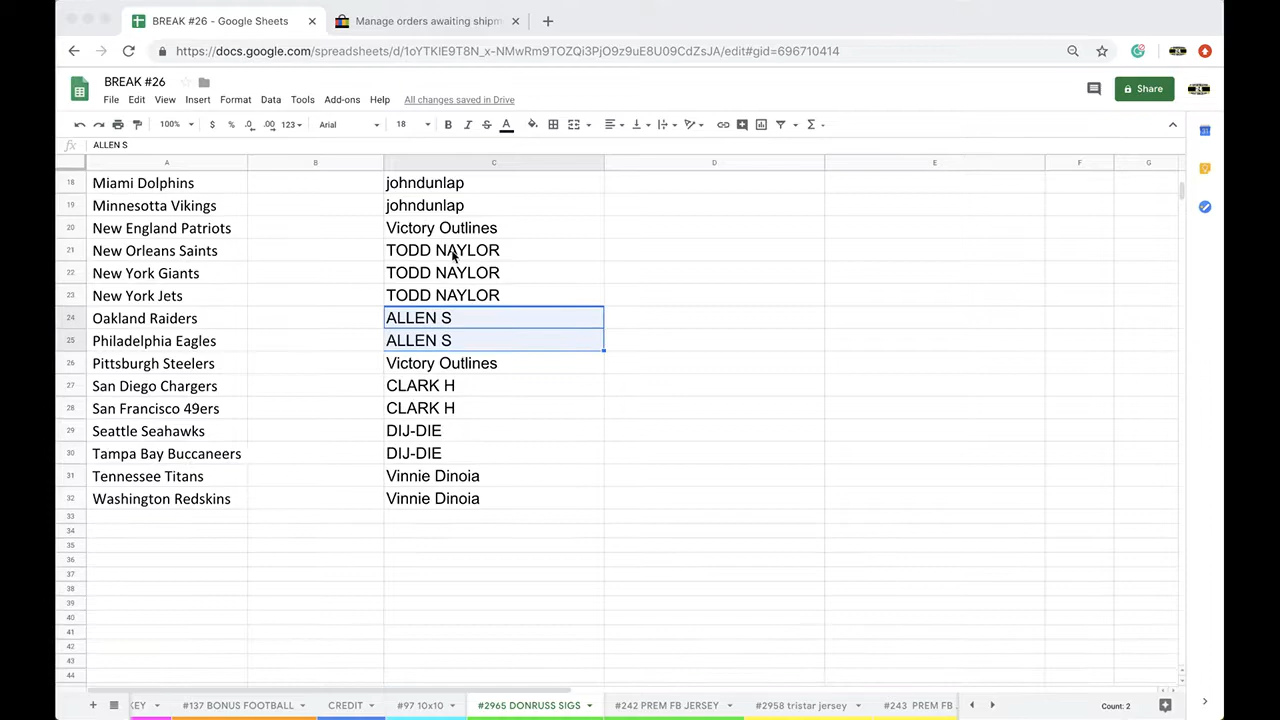 BREAK #26 - Google Sheets
Manage orders awaiting shipm
https://docs.google.com/spreadsheets/d/1oYTKlE9T8N_x-NMwRm9TOZQi3PjO9z9uE8U09CdZsJA/edit#gid=696710414
BREAK #26
File Edit View Insert Format Data Tools Add-ons Help All changes saved in Drive
Share
100% $ % .0 .00 123 Arial 18 B I S A
fx ALLEN S
A B C D E F G
18 Miami Dolphins johndunlap
19 Minnesotta Vikings johndunlap
20 New England Patriots Victory Outlines
21 New Orleans Saints TODD NAYLOR
22 New York Giants TODD NAYLOR
23 New York Jets TODD NAYLOR
24 Oakland Raiders ALLEN S
25 Philadelphia Eagles ALLEN S
26 Pittsburgh Steelers Victory Outlines
27 San Diego Chargers CLARK H
28 San Francisco 49ers CLARK H
29 Seattle Seahawks DIJ-DIE
30 Tampa Bay Buccaneers DIJ-DIE
31 Tennessee Titans Vinnie Dinoia
32 Washington Redskins Vinnie Dinoia
33
34
35
36
37
38
39
40
41
42
43
44
KEY #137 BONUS FOOTBALL CREDIT #97 10x10 #2965 DONRUSS SIGS #242 PREM FB JERSEY #2958 tristar jersey #243 PREM FB Count: 2